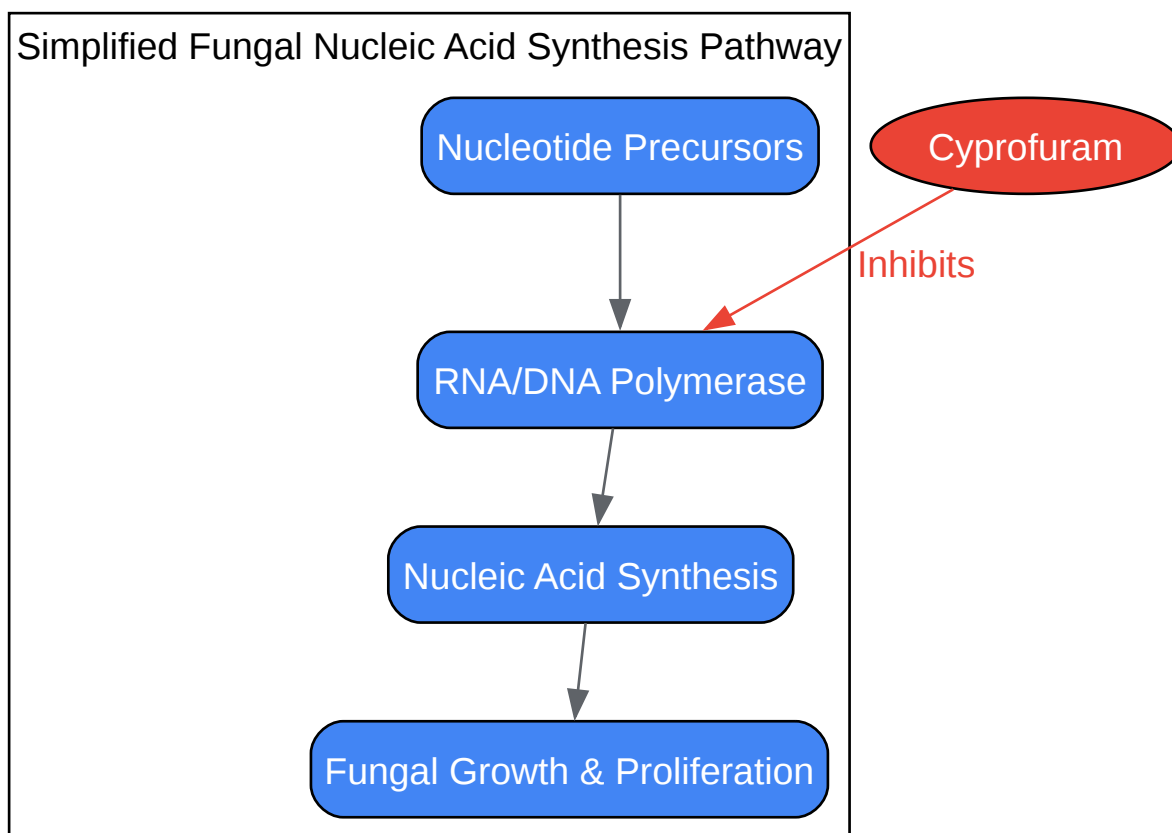 Simplified Fungal Nucleic Acid Synthesis Pathway
Nucleotide Precursors
Cyprofuram
Inhibits
RNA/DNA Polymerase
Nucleic Acid Synthesis
Fungal Growth & Proliferation